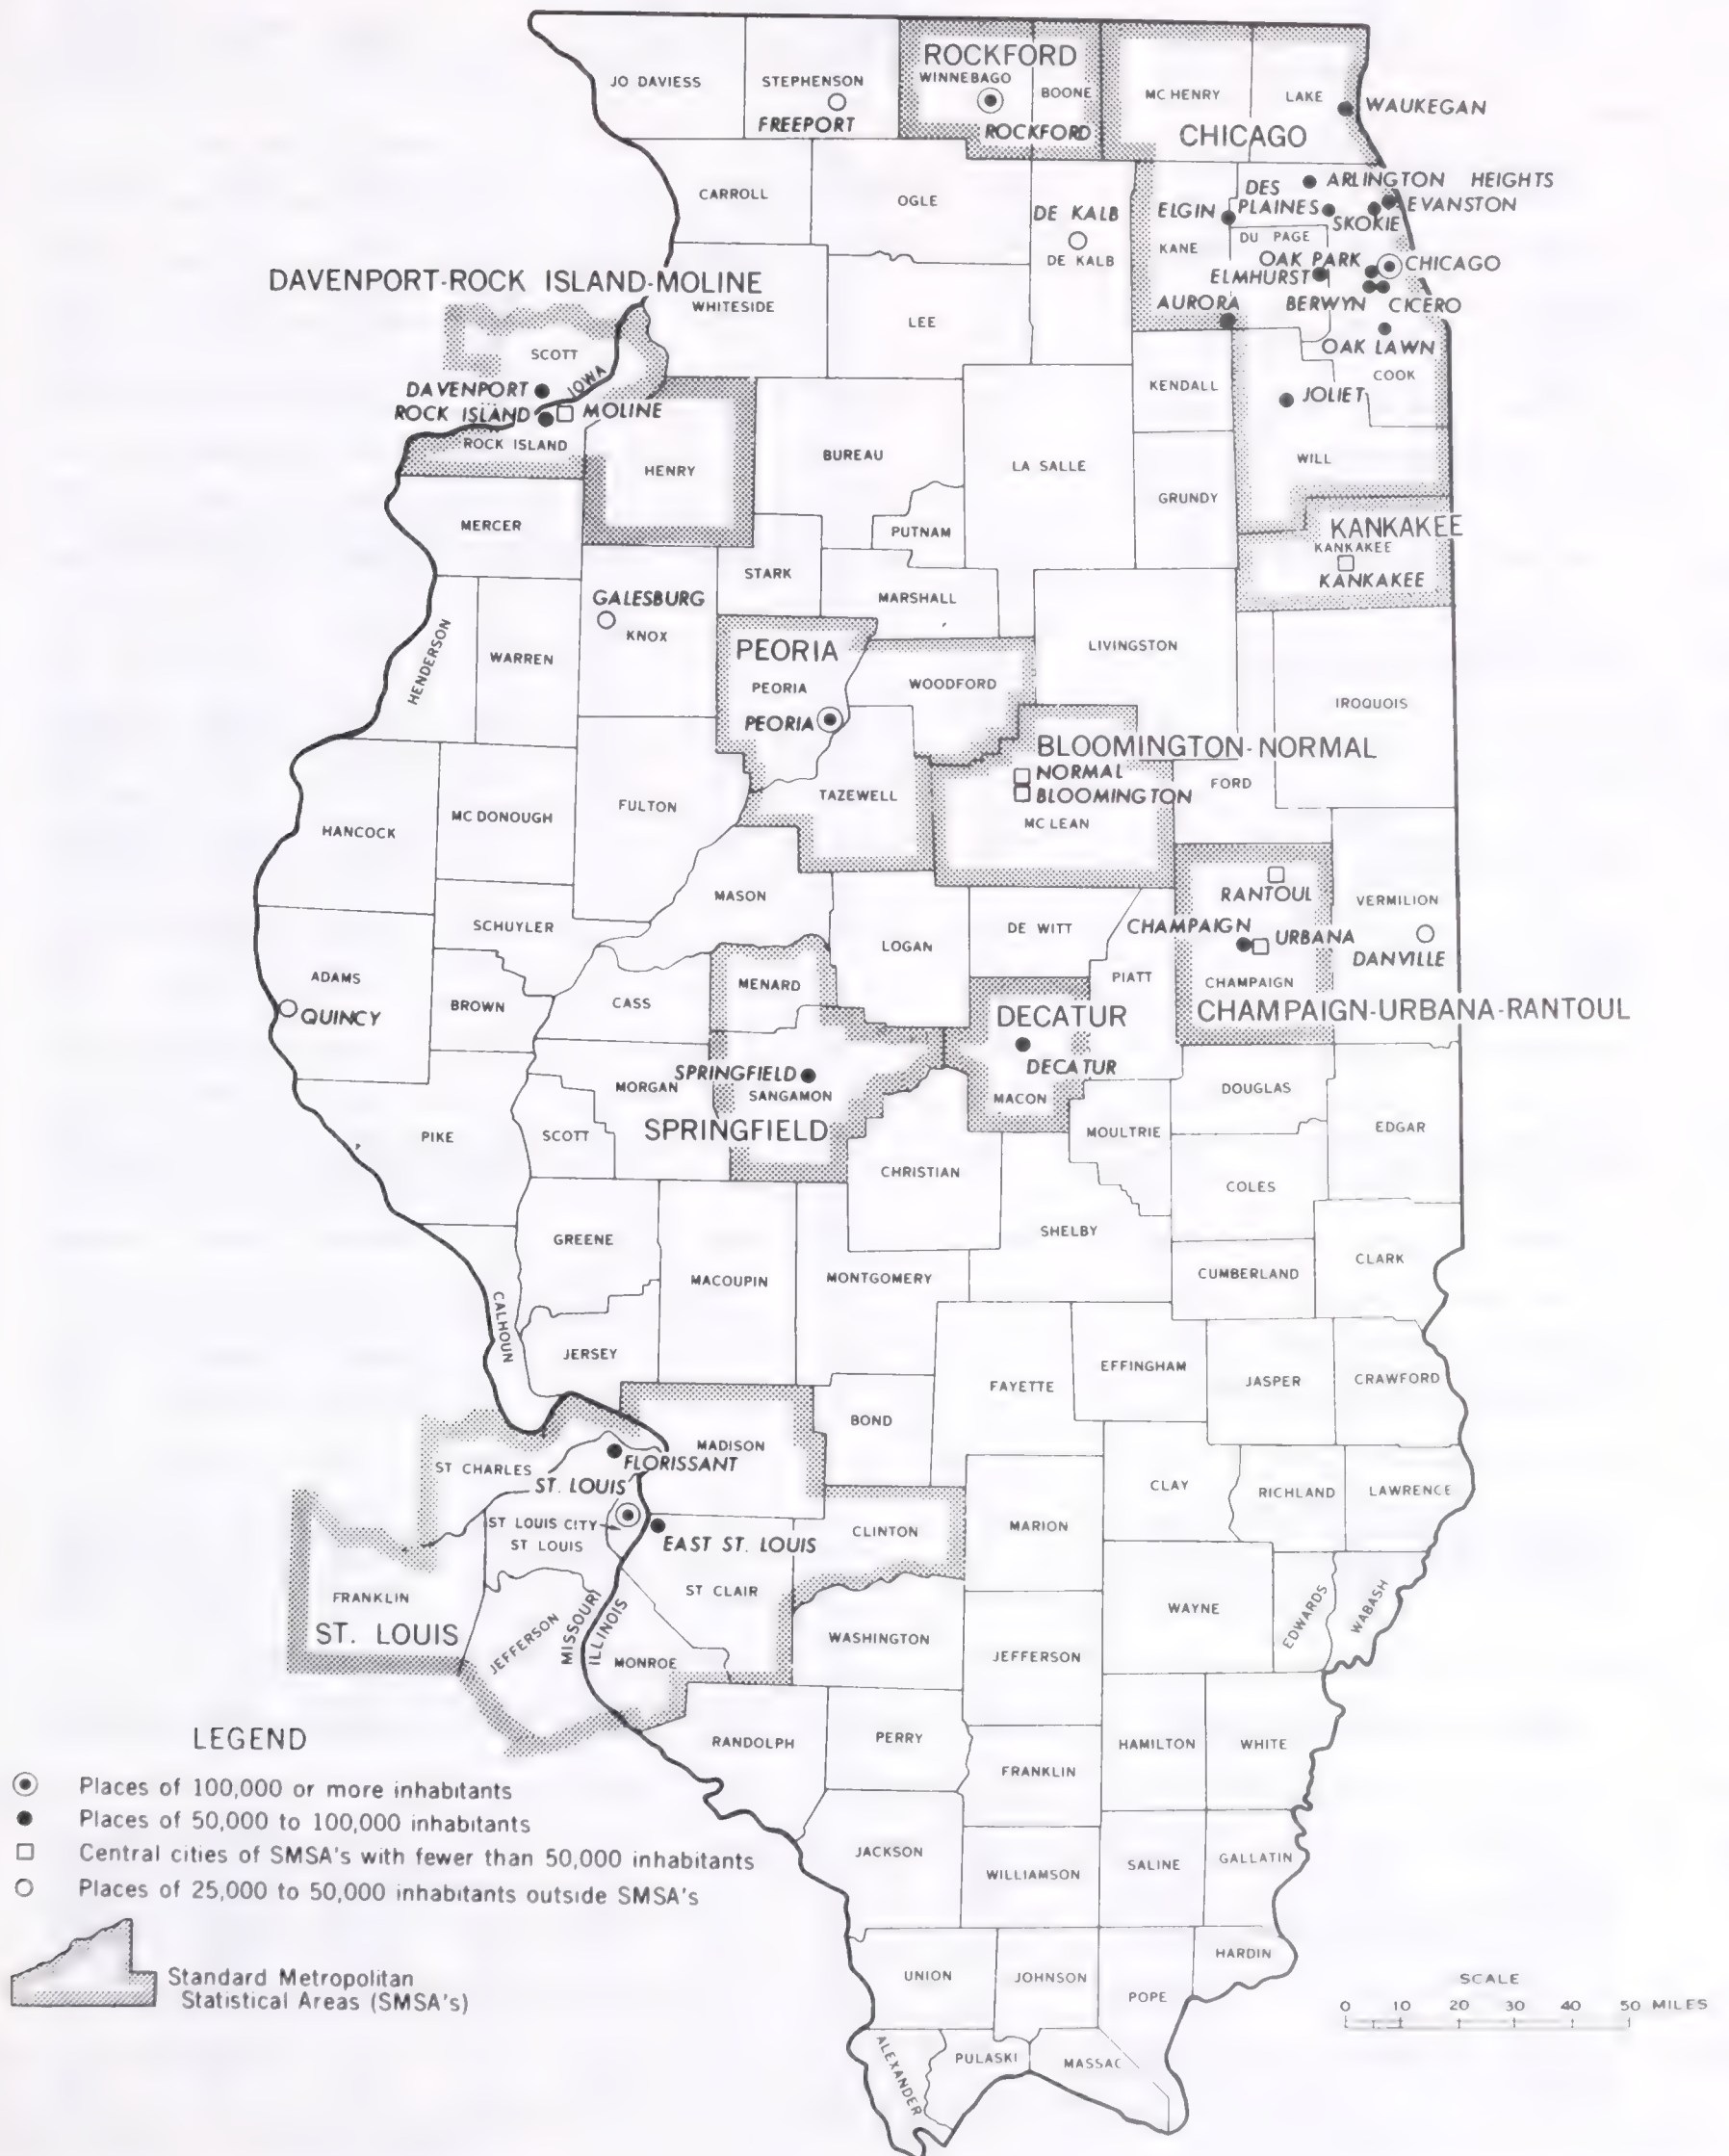 JO DAVIESS
STEPHENSON
FREEPORT
ROCKFORD
WINNEBAGO
BOONE
ROCKFORD
MC HENRY
LAKE
WAUKEGAN
CHICAGO
CARROLL
OGLE
DE KALB
DE KALB
ELGIN
KANE
DES
PLAINES
ARLINGTON HEIGHTS
EVANSTON
SKOKIE
DU PAGE
OAK PARK
CHICAGO
ELMHURST
AURORA
BERWYN
CICERO
OAK LAWN
COOK
DAVENPORT-ROCK ISLAND-MOLINE
WHITESIDE
LEE
SCOTT
IOWA
DAVENPORT
ROCK ISLAND
MOLINE
ROCK ISLAND
HENRY
BUREAU
LA SALLE
KENDALL
JOLIET
WILL
GRUNDY
MERCER
PUTNAM
KANKAKEE
KANKAKEE
KANKAKEE
STARK
MARSHALL
GALESBURG
KNOX
HENDERSON
WARREN
PEORIA
PEORIA
PEORIA
WOODFORD
LIVINGSTON
IROQUOIS
BLOOMINGTON-NORMAL
NORMAL
BLOOMINGTON
MC LEAN
FORD
TAZEWELL
FULTON
MC DONOUGH
HANCOCK
MASON
SCHUYLER
LOGAN
DE WITT
RANTOUL
CHAMPAIGN
URBANA
CHAMPAIGN
CHAMPAIGN-URBANA-RANTOUL
VERMILION
DANVILLE
PIATT
ADAMS
QUINCY
BROWN
CASS
MENARD
DECATUR
DECATUR
MACON
SPRINGFIELD
SANGAMON
SPRINGFIELD
MORGAN
SCOTT
PIKE
CHRISTIAN
MOULTRIE
DOUGLAS
EDGAR
COLES
SHELBY
GREENE
MACOUPIN
MONTGOMERY
CUMBERLAND
CLARK
CALHOUN
JERSEY
FAYETTE
EFFINGHAM
JASPER
CRAWFORD
BOND
MADISON
ST CHARLES
FLORISSANT
ST. LOUIS
ST LOUIS CITY
ST LOUIS
EAST ST. LOUIS
CLINTON
MARION
CLAY
RICHLAND
LAWRENCE
FRANKLIN
ST. LOUIS
JEFFERSON
MISSOURI
ILLINOIS
ST CLAIR
MONROE
WASHINGTON
JEFFERSON
WAYNE
EDWARDS
WABASH
RANDOLPH
PERRY
FRANKLIN
HAMILTON
WHITE
JACKSON
WILLIAMSON
SALINE
GALLATIN
UNION
JOHNSON
POPE
HARDIN
ALEXANDER
PULASKI
MASSAC
LEGEND
Places of 100,000 or more inhabitants
Places of 50,000 to 100,000 inhabitants
Central cities of SMSA's with fewer than 50,000 inhabitants
Places of 25,000 to 50,000 inhabitants outside SMSA's
Standard Metropolitan
Statistical Areas (SMSA's)
SCALE
0 10 20 30 40 50 MILES